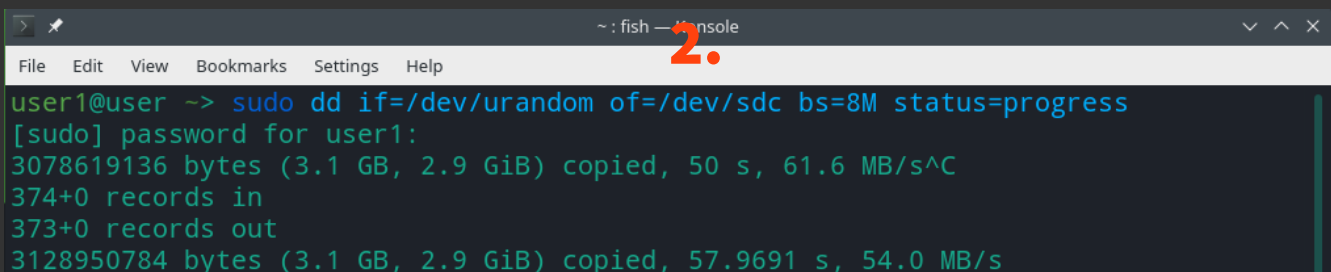 ~ : fish — Konsole
2.
File Edit View Bookmarks Settings Help
user1@user ~> sudo dd if=/dev/urandom of=/dev/sdc bs=8M status=progress
[sudo] password for user1:
3078619136 bytes (3.1 GB, 2.9 GiB) copied, 50 s, 61.6 MB/s^C
374+0 records in
373+0 records out
3128950784 bytes (3.1 GB, 2.9 GiB) copied, 57.9691 s, 54.0 MB/s